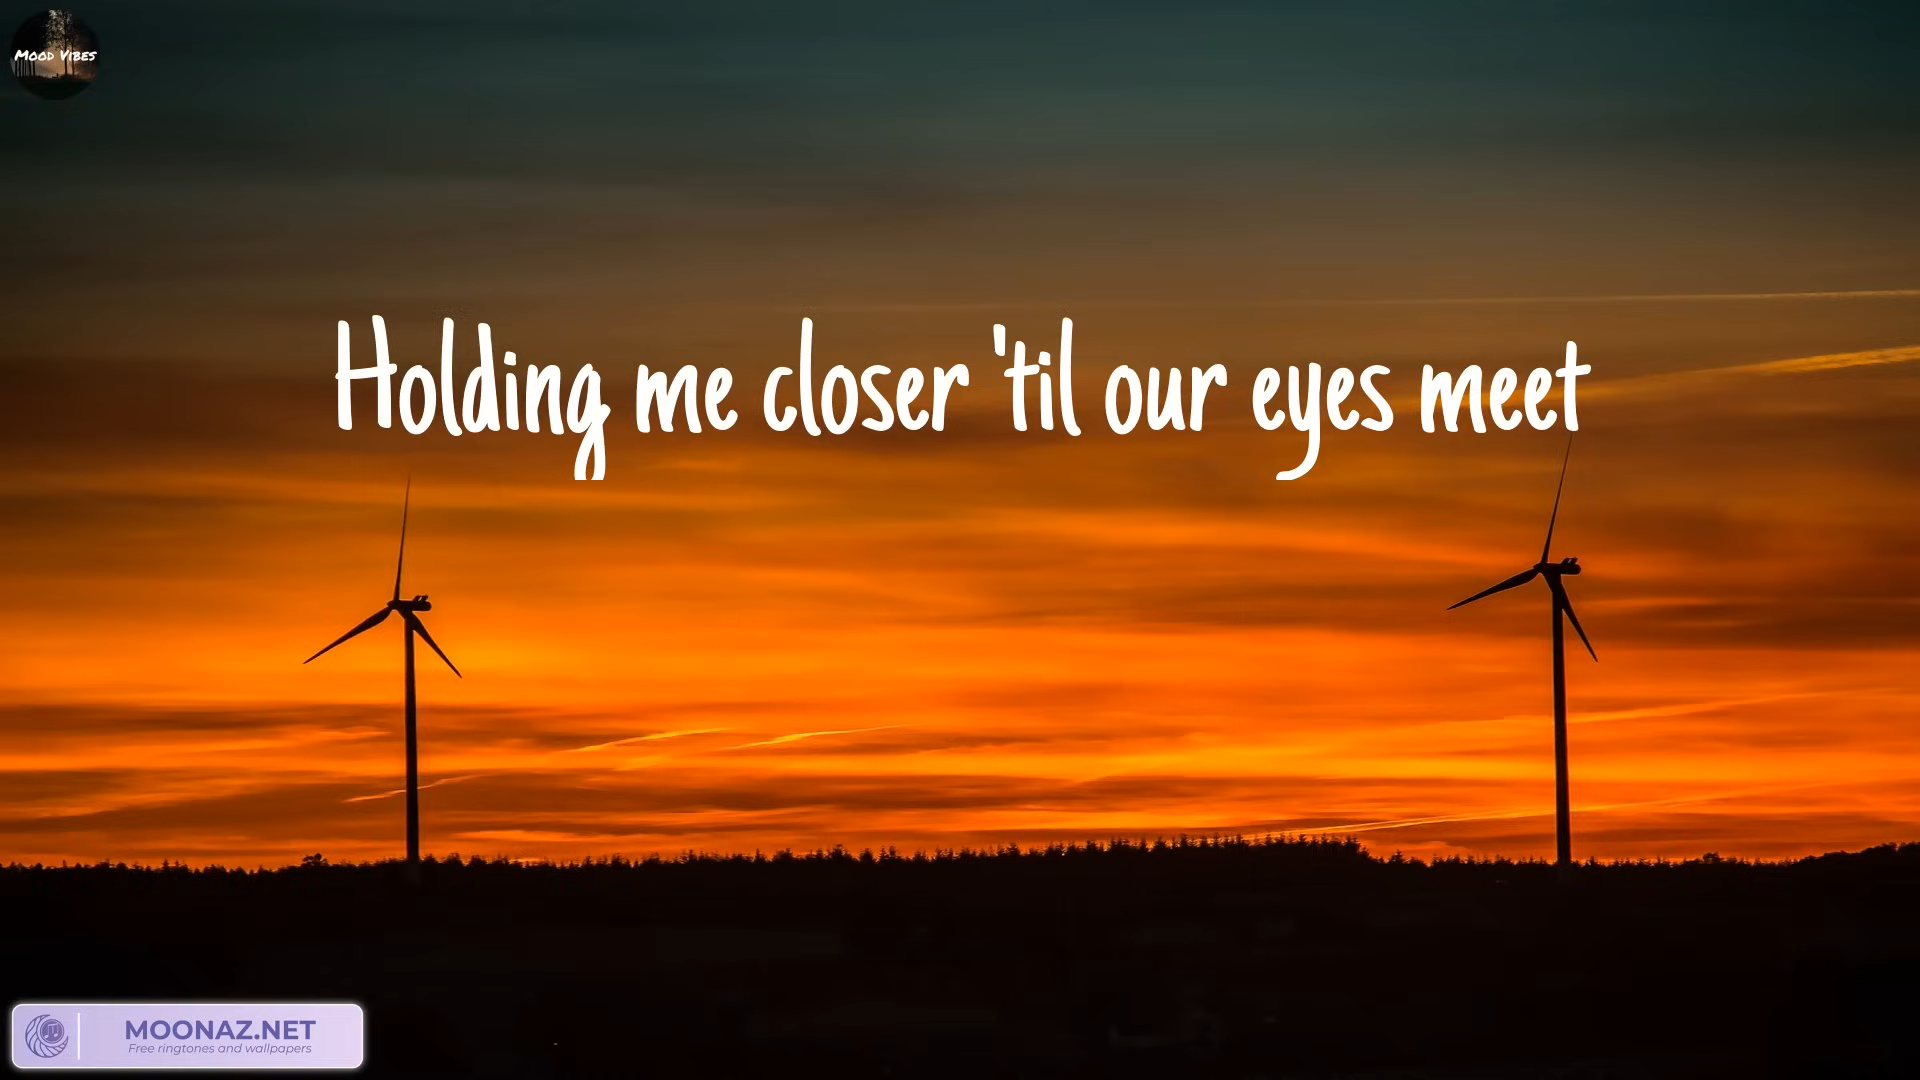 Mood Vibes
Holding me closer 'til our eyes meet
MOONAZ.NET
Free ringtones and wallpapers